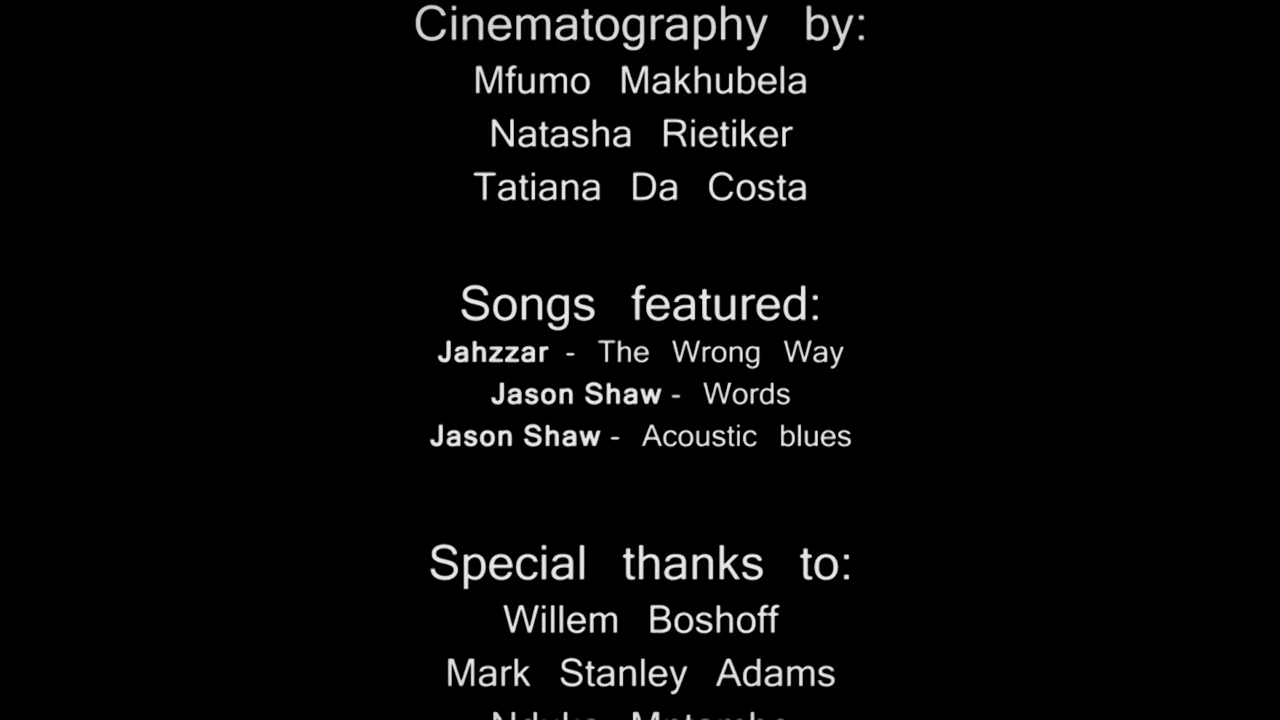 Cinematography by:
Mfumo Makhubela
Natasha Rietiker
Tatiana Da Costa
Songs featured:
Jahzzar - The Wrong Way
Jason Shaw - Words
Jason Shaw - Acoustic blues
Special thanks to:
Willem Boshoff
Mark Stanley Adams